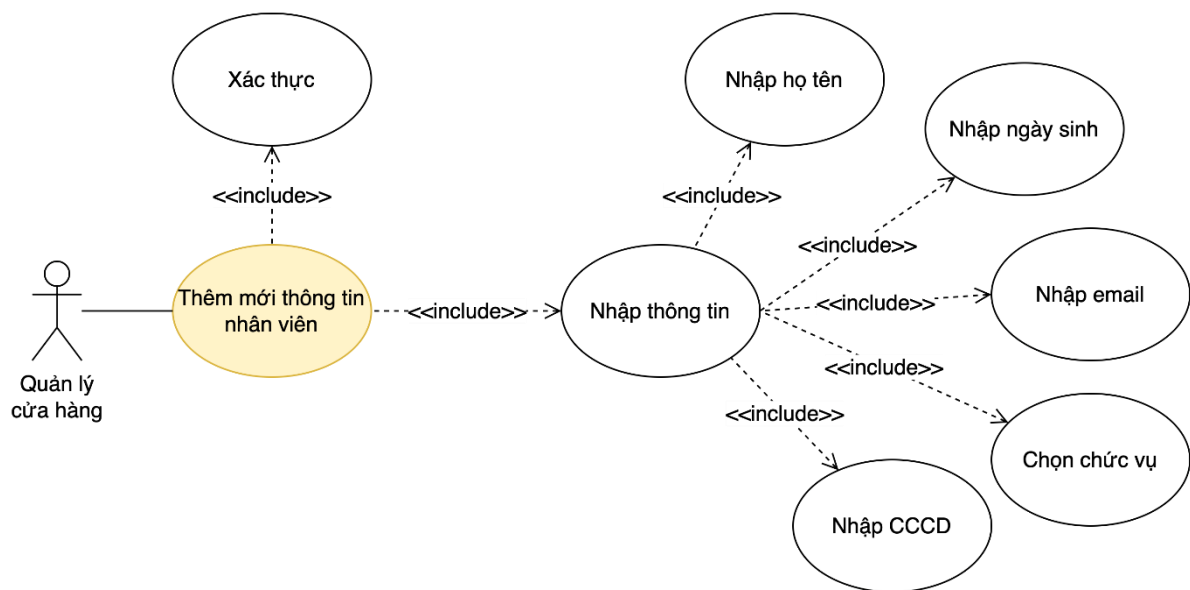 Xác thực
Nhập họ tên
Nhập ngày sinh
<<include>>
<<include>>
<<include>>
Thêm mới thông tin
nhân viên
<<include>>
Nhập thông tin
<<include>>
Nhập email
Quản lý
cửa hàng
<<include>>
<<include>>
Chọn chức vụ
Nhập CCCD